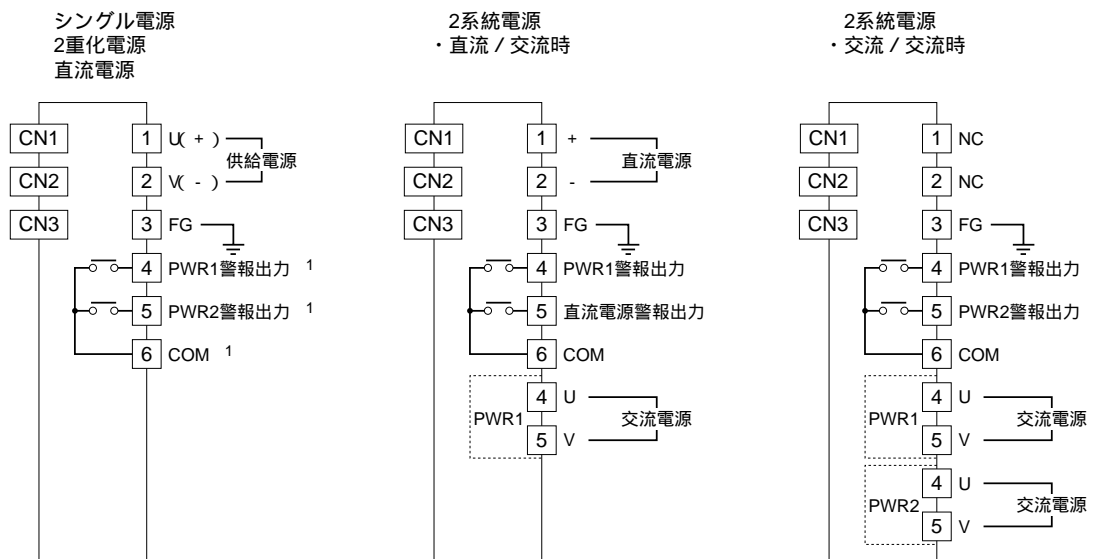 シングル電源
2重化電源
直流電源
CN1
CN2
CN3
1 U( + )
供給電源
2 V( - )
3 FG
4 PWR1警報出力 1
5 PWR2警報出力 1
6 COM 1
2系統電源
・直流 / 交流時
CN1
CN2
CN3
1 +
直流電源
2 -
3 FG
4 PWR1警報出力
5 直流電源警報出力
6 COM
PWR1
4 U
交流電源
5 V
2系統電源
・交流 / 交流時
CN1
CN2
CN3
1 NC
2 NC
3 FG
4 PWR1警報出力
5 PWR2警報出力
6 COM
PWR1
4 U
交流電源
5 V
PWR2
4 U
交流電源
5 V